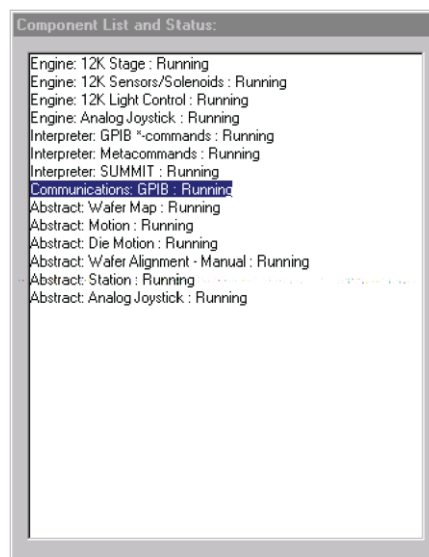 Component List and Status:
Engine: 12K Stage : Running
Engine: 12K Sensors/Solenoids : Running
Engine: 12K Light Control : Running
Engine: Analog Joystick : Running
Interpreter: GPIB *-commands : Running
Interpreter: Metacommands : Running
Interpreter: SUMMIT : Running
Communications: GPIB : Running
Abstract: Wafer Map : Running
Abstract: Motion : Running
Abstract: Die Motion : Running
Abstract: Wafer Alignment - Manual : Running
Abstract: Station : Running
Abstract: Analog Joystick : Running